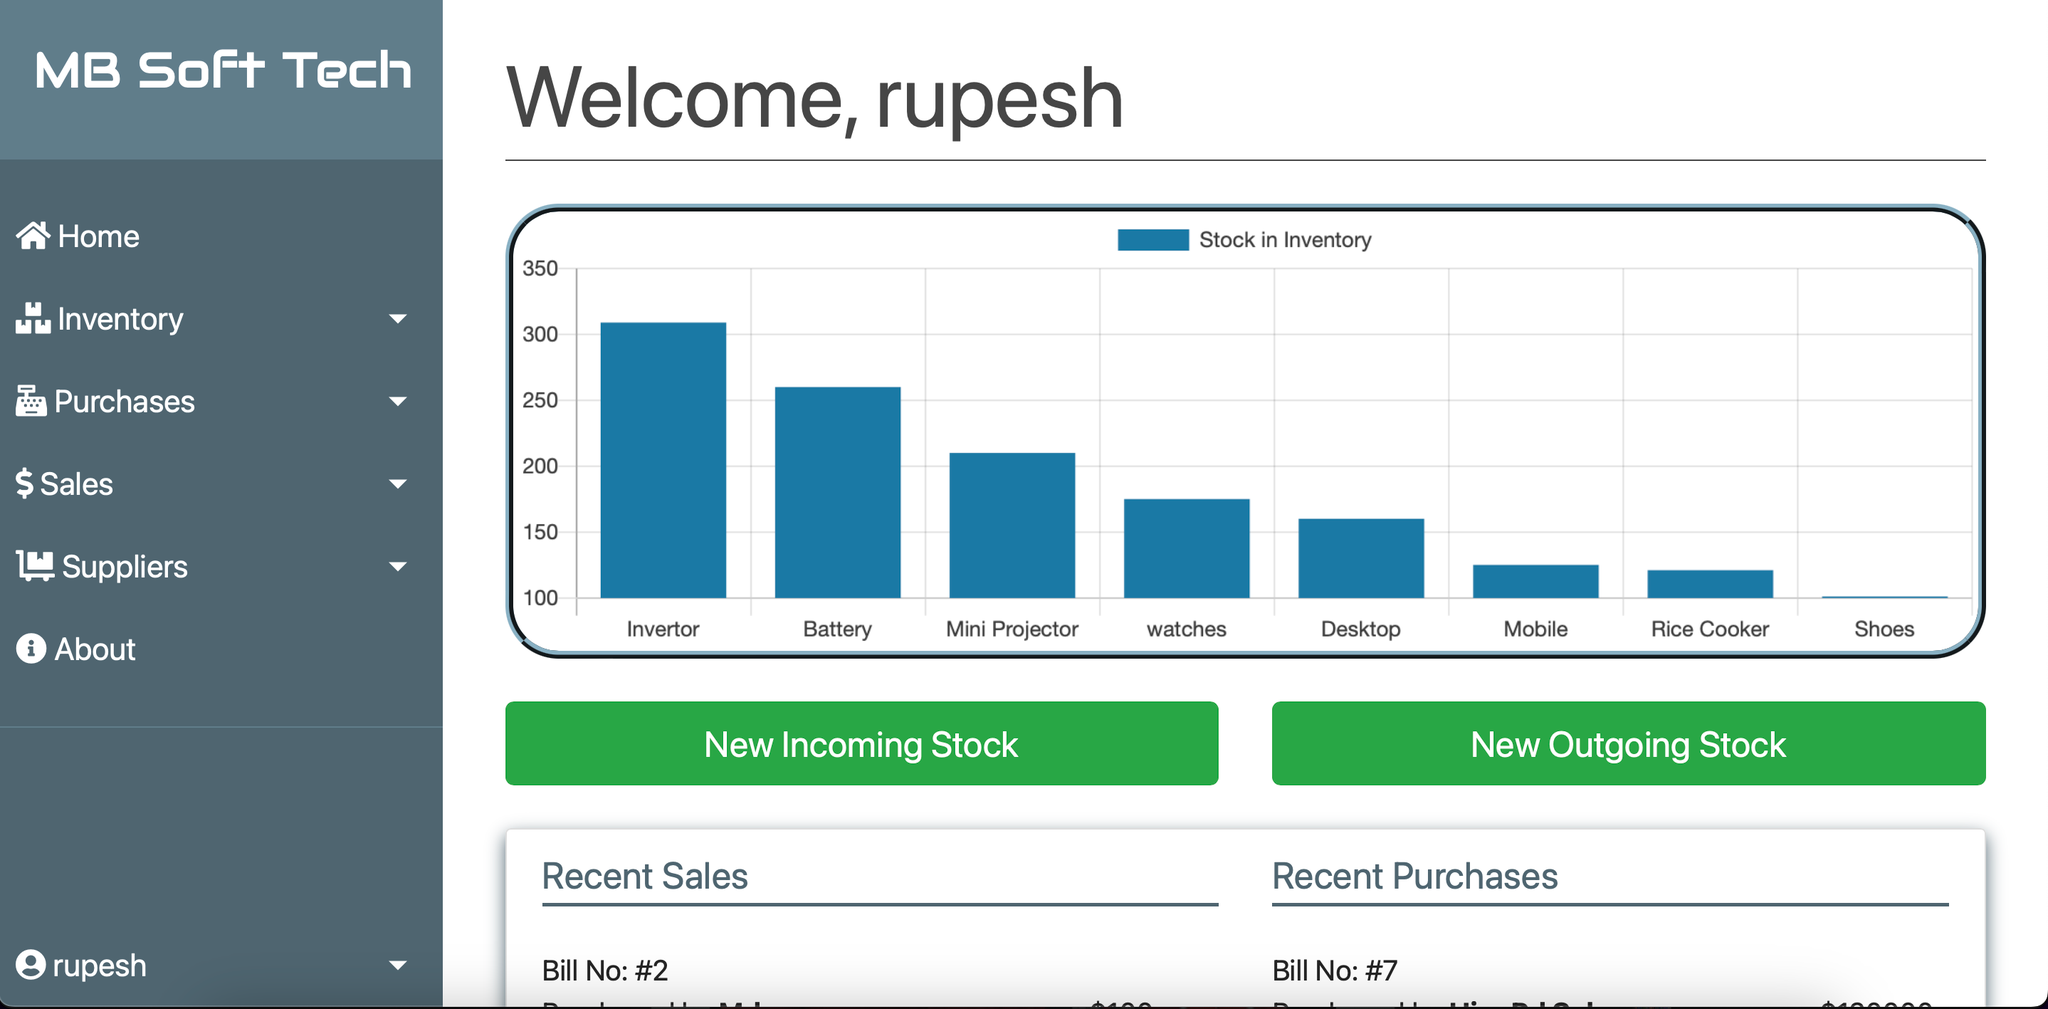 MB Soft Tech
Home
Inventory
Purchases
Sales
Suppliers
About
rupesh
Welcome, rupesh
Stock in Inventory
350
300
250
200
150
100
Invertor Battery Mini Projector watches Desktop Mobile Rice Cooker Shoes
New Incoming Stock
New Outgoing Stock
Recent Sales
Bill No: #2
Recent Purchases
Bill No: #7